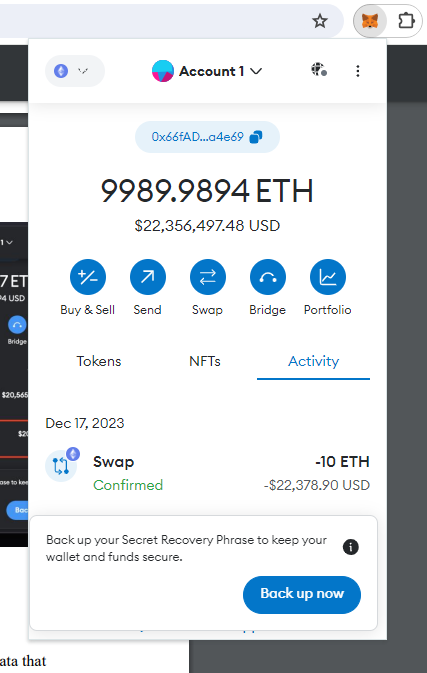 Account 1
0x66fAD...a4e69
9989.9894 ETH
$22,356,497.48 USD
Buy & Sell
Send
Swap
Bridge
Portfolio
Tokens
NFTs
Activity
Dec 17, 2023
Swap
-10 ETH
Confirmed
-$22,378.90 USD
Back up your Secret Recovery Phrase to keep your
wallet and funds secure.
Back up now
1
7 ET
94 USD
Bridge
$20,565
$20
ase to kee
Bac
ata that